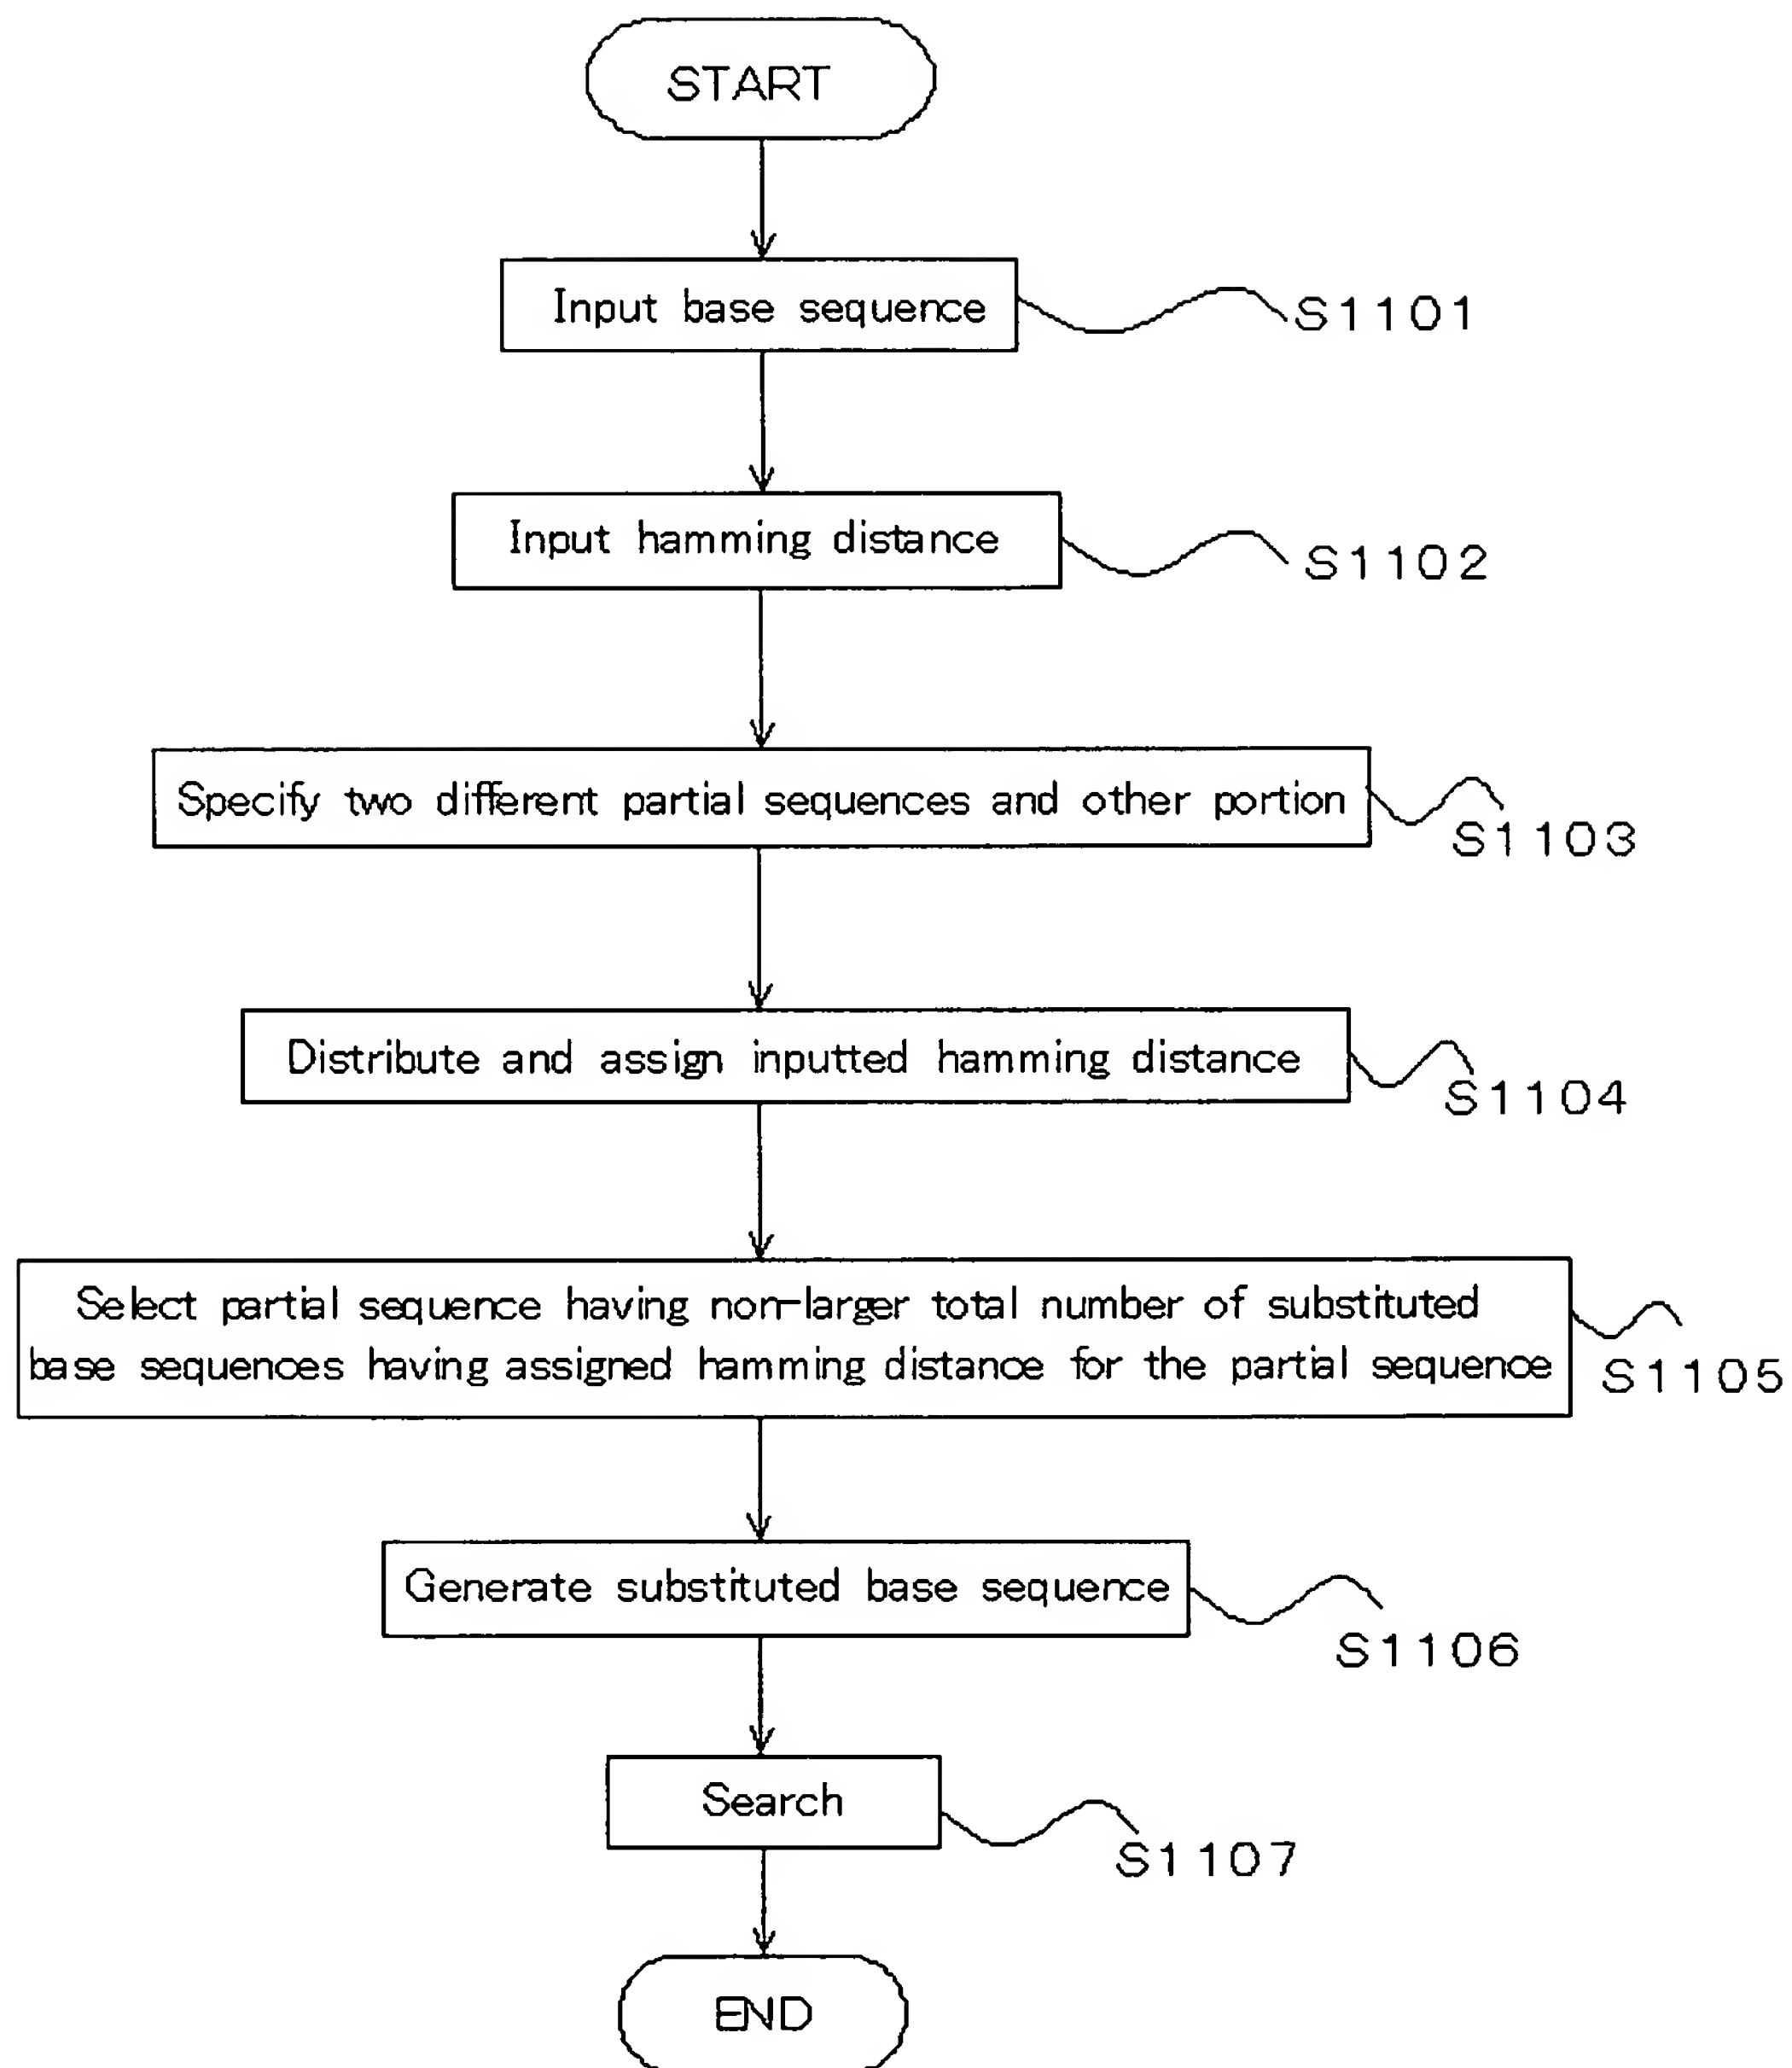 START
Input base sequence
S1101
Input hamming distance
S1102
Specify two different partial sequences and other portion
S1103
Distribute and assign inputted hamming distance
S1104
Select partial sequence having non-larger total number of substituted
base sequences having assigned hamming distance for the partial sequence
S1105
Generate substituted base sequence
S1106
Search
S1107
END